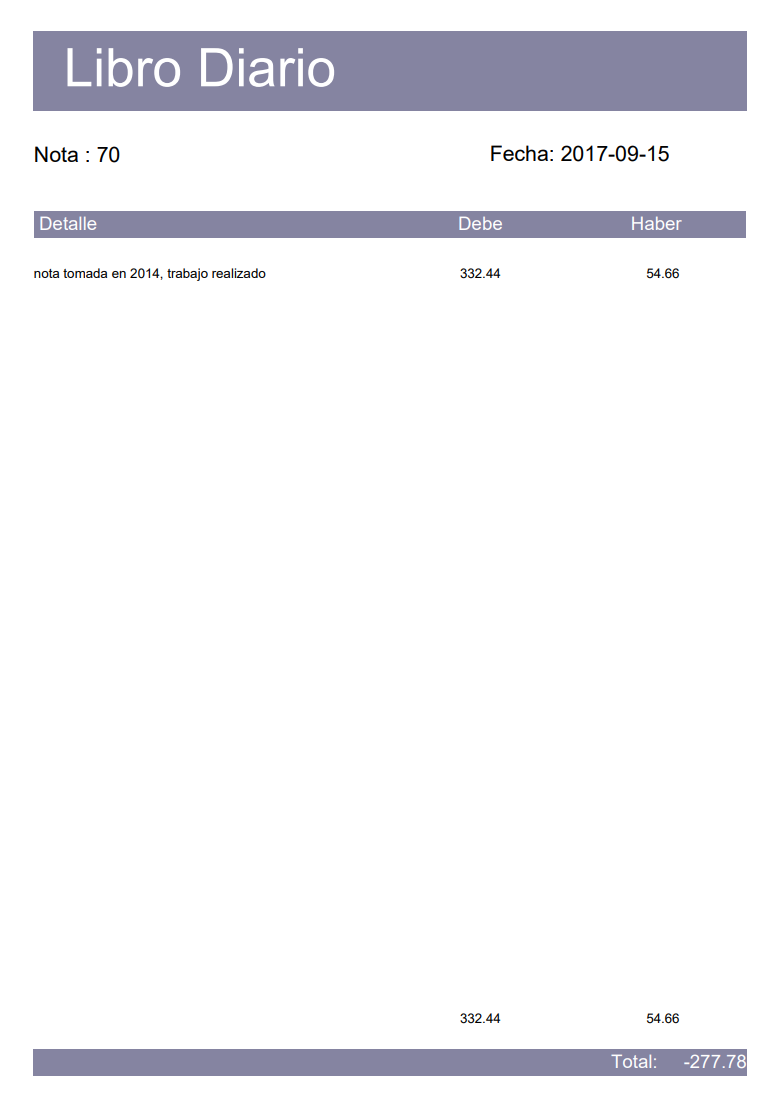 Libro Diario
Nota : 70 Fecha: 2017-09-15
Detalle Debe Haber
nota tomada en 2014, trabajo realizado 332.44 54.66
332.44 54.66
Total: -277.78